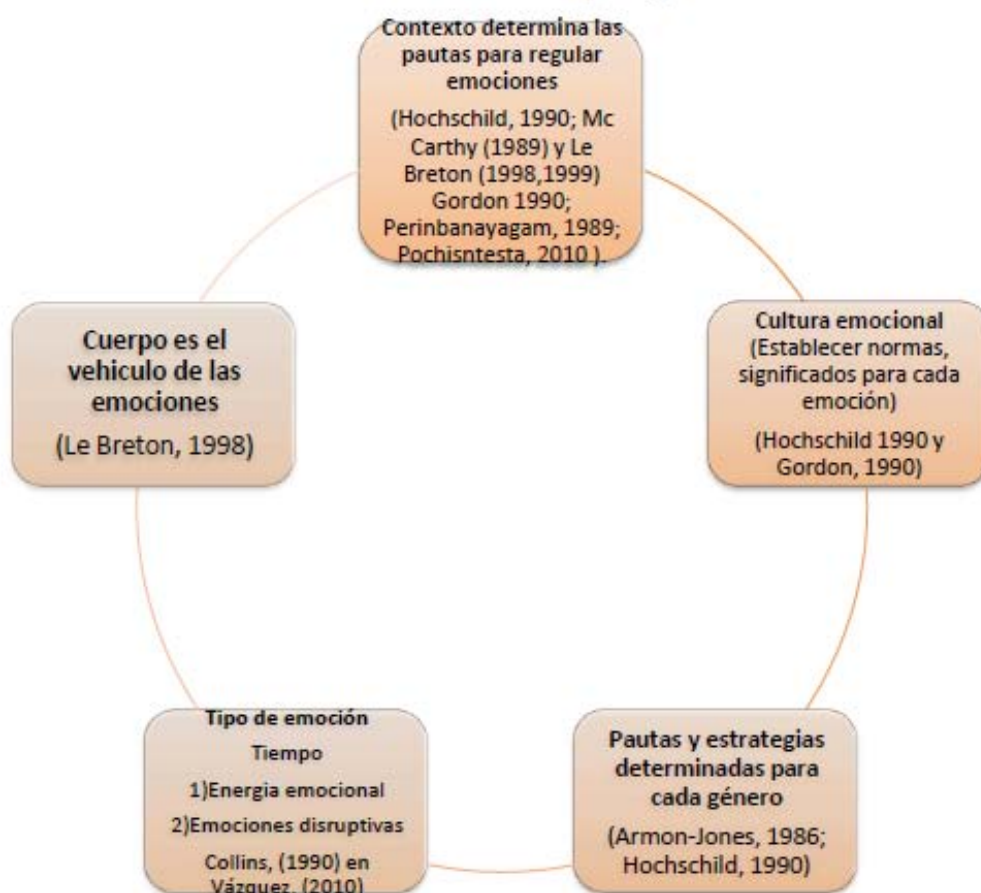 Contexto determina las
pautas para regular
emociones
(Hochschild, 1990; Mc
Carthy (1989) y Le
Breton (1998,1999)
Gordon 1990;
Perinbanayagam, 1989;
Pochisntesta, 2010 ).
Cultura emocional
(Establecer normas,
significados para cada
emoción)
(Hochschild 1990 y
Gordon, 1990)
Pautas y estrategias
determinadas para
cada género
(Armon-Jones, 1986;
Hochschild, 1990)
Tipo de emoción
Tiempo
1)Energia emocional
2)Emociones disruptivas
Collins, (1990) en
Vázquez, (2010)
Cuerpo es el
vehiculo de las
emociones
(Le Breton, 1998)